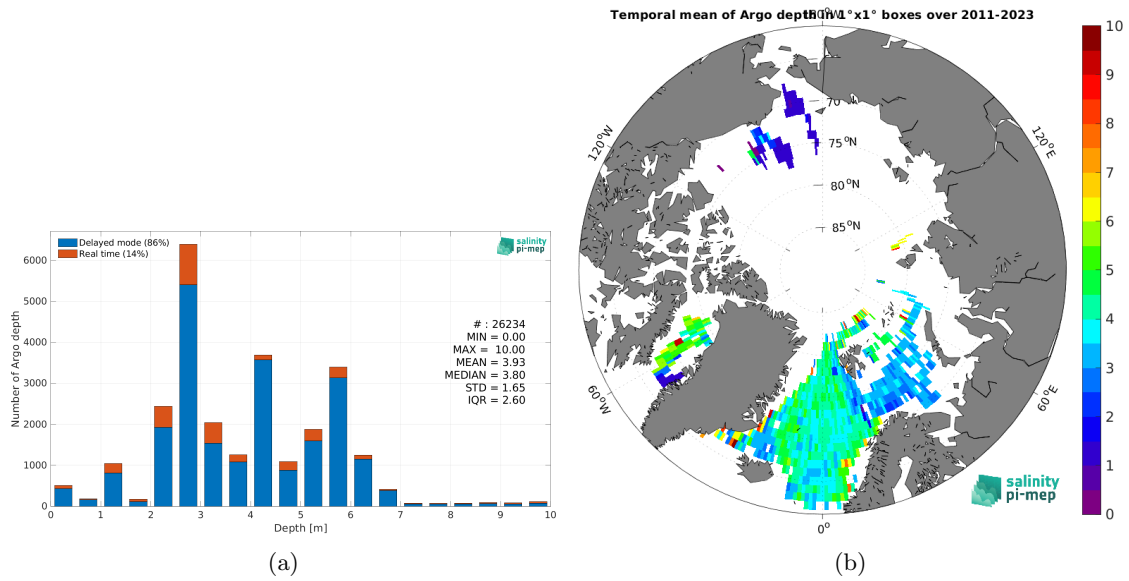 Delayed mode (86%)
Real time (14%)
salinity
pi-mep
# : 26234
MIN = 0.00
MAX = 10.00
MEAN = 3.93
MEDIAN = 3.80
STD = 1.65
IQR = 2.60
Number of Argo depth
6000
5000
4000
3000
2000
1000
0
0 1 2 3 4 5 6 7 8 9 10
Depth [m]
(a)
Temporal mean of Argo depth in 1°x1° boxes over 2011-2023
180°W
120°W
120°E
70
75°N
80°N
85°N
60°W
60°E
0°
salinity
pi-mep
10
9
8
7
6
5
4
3
2
1
0
(b)